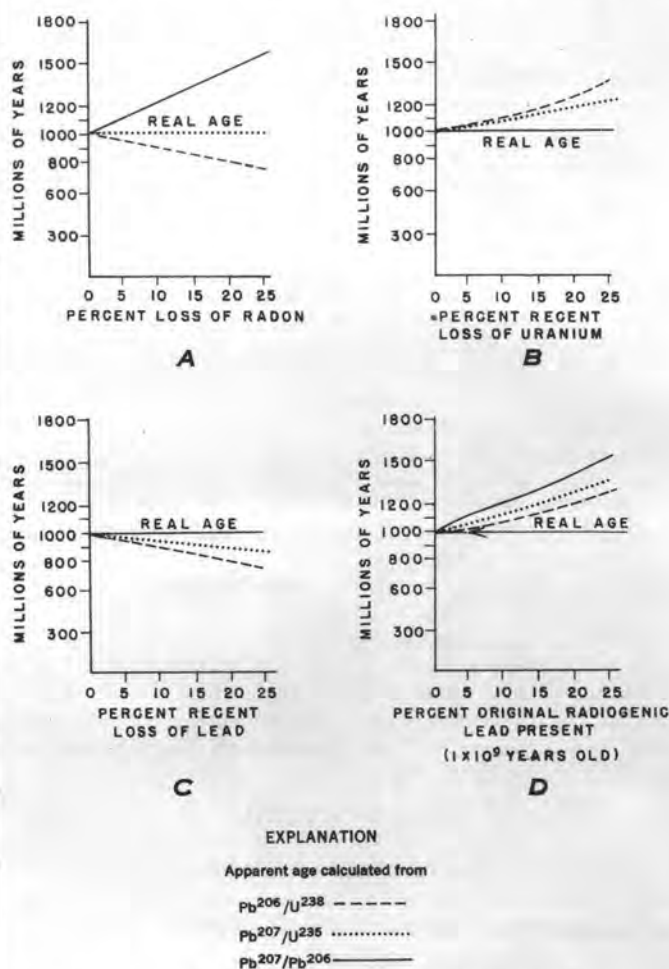 1800
1500
1200
1000
800
600
300
MILLIONS OF YEARS
REAL AGE
0 5 10 15 20 25
PERCENT LOSS OF RADON
A
1800
1500
1200
1000
800
600
300
MILLIONS OF YEARS
REAL AGE
0 5 10 15 20 25
PERCENT RECENT
LOSS OF URANIUM
B
1800
1500
1200
1000
800
600
300
MILLIONS OF YEARS
REAL AGE
0 5 10 15 20 25
PERCENT RECENT
LOSS OF LEAD
C
1800
1500
1200
1000
800
600
300
MILLIONS OF YEARS
REAL AGE
0 5 10 15 20 25
PERCENT ORIGINAL RADIOGENIC
LEAD PRESENT
(1X10⁹ YEARS OLD)
D
EXPLANATION
Apparent age calculated from
Pb²⁰⁶/U²³⁸
Pb²⁰⁷/U²³⁵
Pb²⁰⁷/Pb²⁰⁶